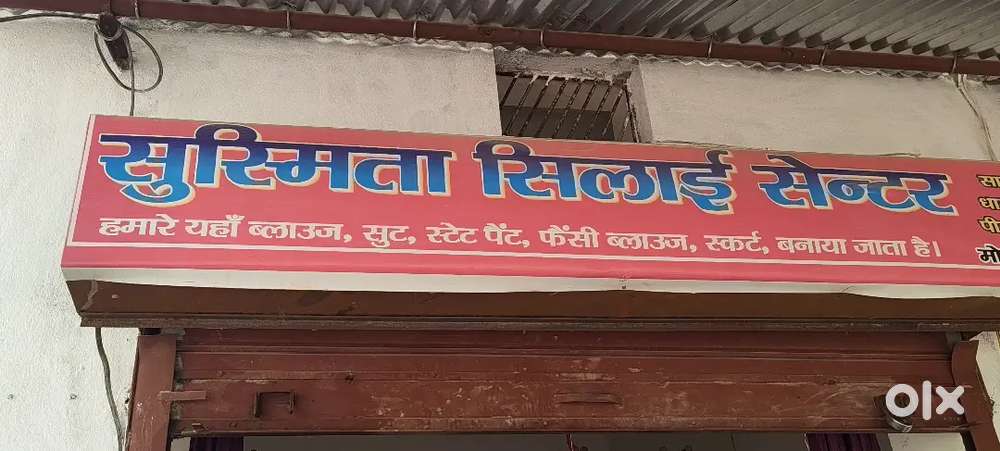 सुस्मिता सिलाई सेन्टर
हमारे यहाँ ब्लाउज, सुट, स्टेट पैंट, फैंसी ब्लाउज, स्कर्ट, बनाया जाता है।
olx